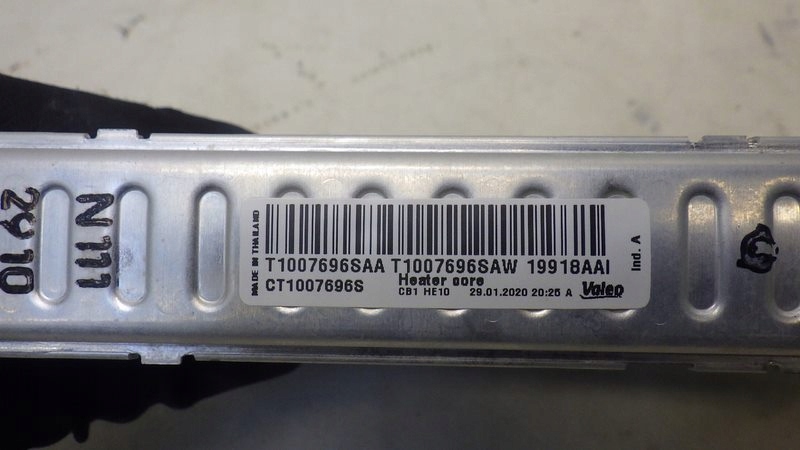 2910
N111
MADE IN THAILAND
T1007696SAA T1007696SAW 19918AAI
CT1007696S
Heater core
CB1 HE10 29.01.2020 20:25 A
Valeo
Ind. A